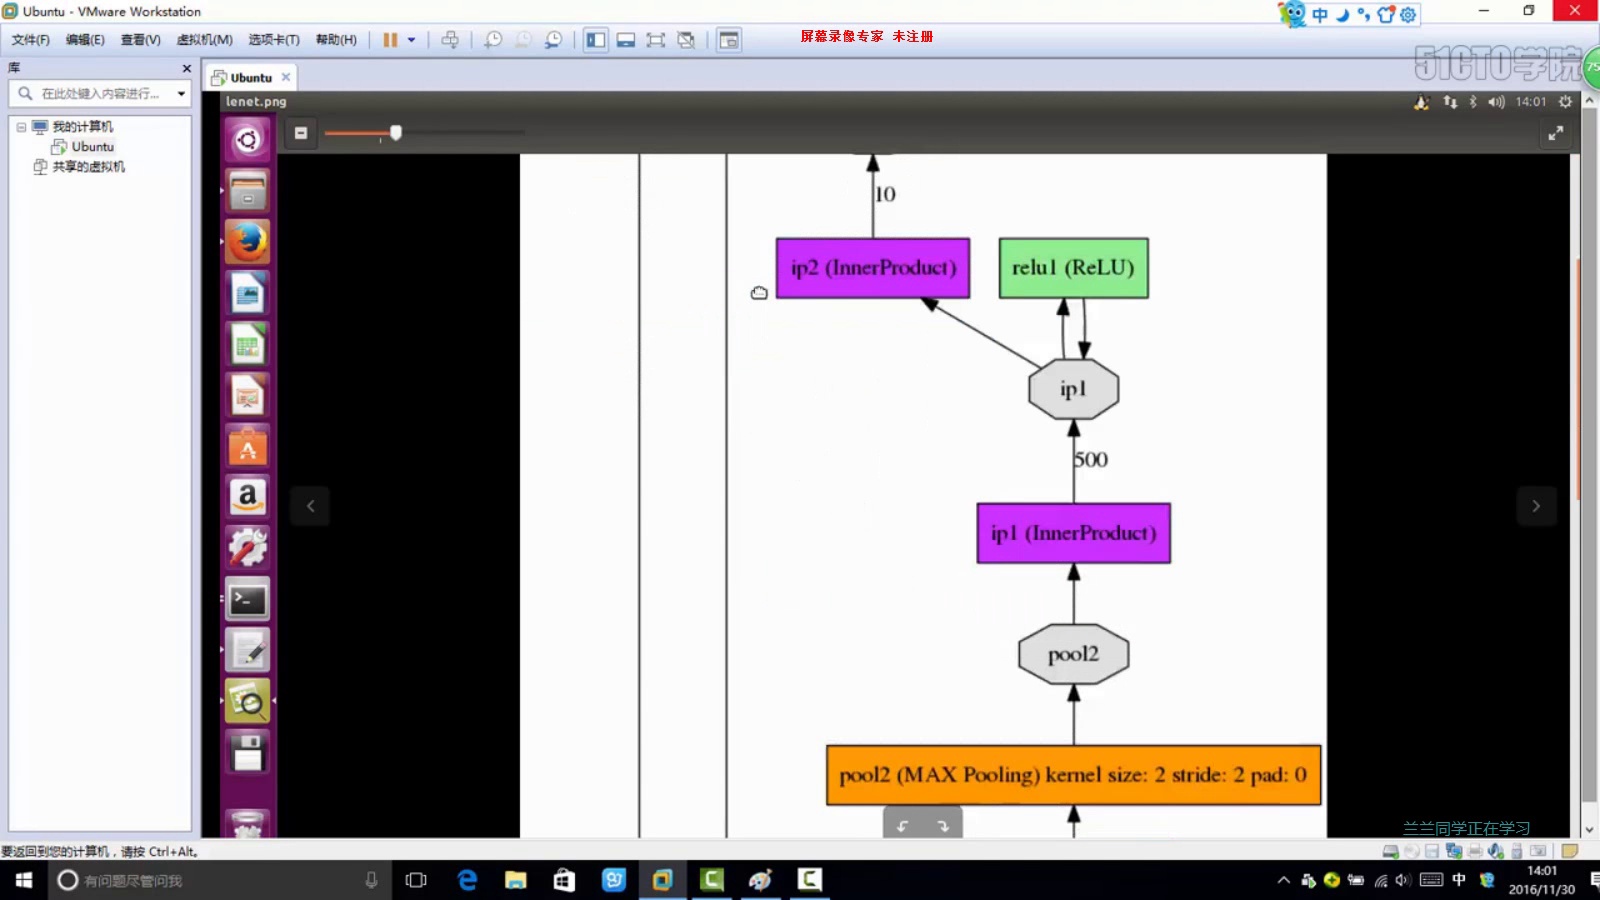 Ubuntu - VMware Workstation
中
文件(F) 编辑(E) 查看(V) 虚拟机(M) 选项卡(T) 帮助(H)
屏幕录像专家 未注册
51CTO学院
75
库
Ubuntu
在此处键入内容进行...
lenet.png
14:01
我的计算机
Ubuntu
共享的虚拟机
10
ip2 (InnerProduct)
relu1 (ReLU)
ip1
500
ip1 (InnerProduct)
pool2
pool2 (MAX Pooling) kernel size: 2 stride: 2 pad: 0
兰兰同学正在学习
要返回到您的计算机，请按 Ctrl+Alt。
有问题尽管问我
中
14:01
2016/11/30